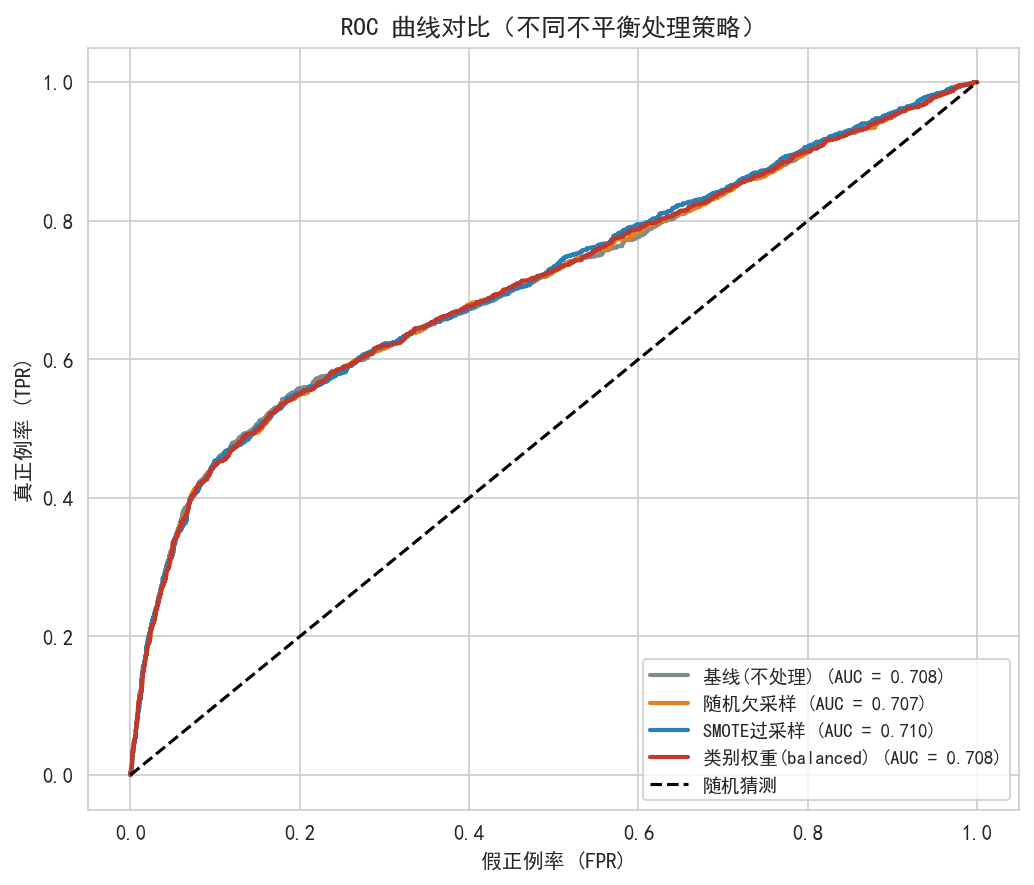 ROC 曲线对比（不同不平衡处理策略）
1.0
0.8
0.6
0.4
0.2
0.0
真正例率 (TPR)
0.0 0.2 0.4 0.6 0.8 1.0
假正例率 (FPR)
基线(不处理) (AUC = 0.708)
随机欠采样 (AUC = 0.707)
SMOTE过采样 (AUC = 0.710)
类别权重(balanced) (AUC = 0.708)
随机猜测